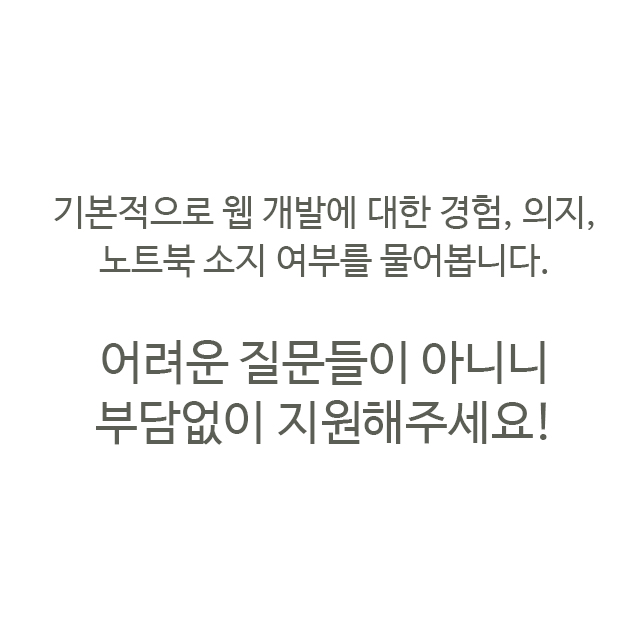 기본적으로 웹 개발에 대한 경험, 의지,
노트북 소지 여부를 물어봅니다.
어려운 질문들이 아니니
부담없이 지원해주세요!